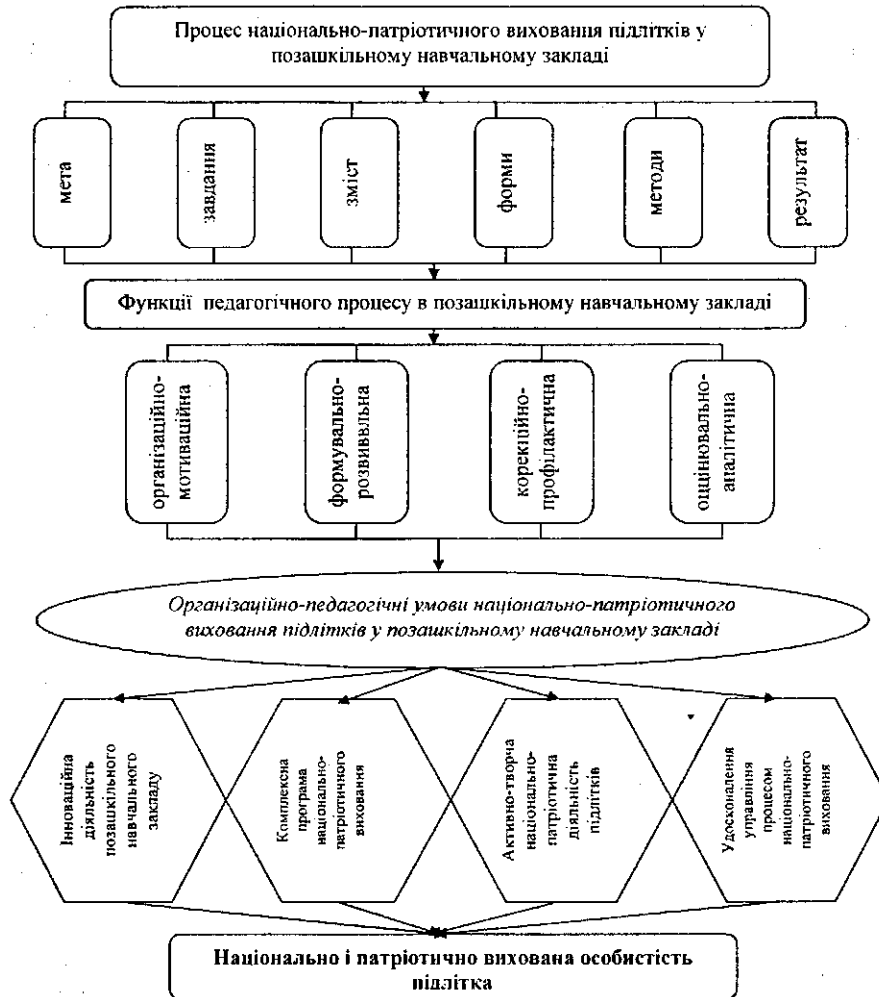 Процес національно-патріотичного виховання підлітків у
позашкільному навчальному закладі
мета
завдання
зміст
форми
методи
результат
Функції педагогічного процесу в позашкільному навчальному закладі
організаційно-
мотиваційна
формувально-
розвиввльна
корекційно-
профілактична
оццінювально-
аналітична
Організаційно-педагогічні умови національно-патріотичного
виховання підлітків у позашкільному навчальному закладі
Інноваційна
діяльність
позашкільного
навчального
закладу
Комплексна
програма
національно-
патріотичного
виховання
Активно-творча
національно-
патріотична
діяльність
підлітків
Удосконалення
управління
процесом
національно-
патріотичного
виховання
Національно і патріотично вихована особистість
підлітка